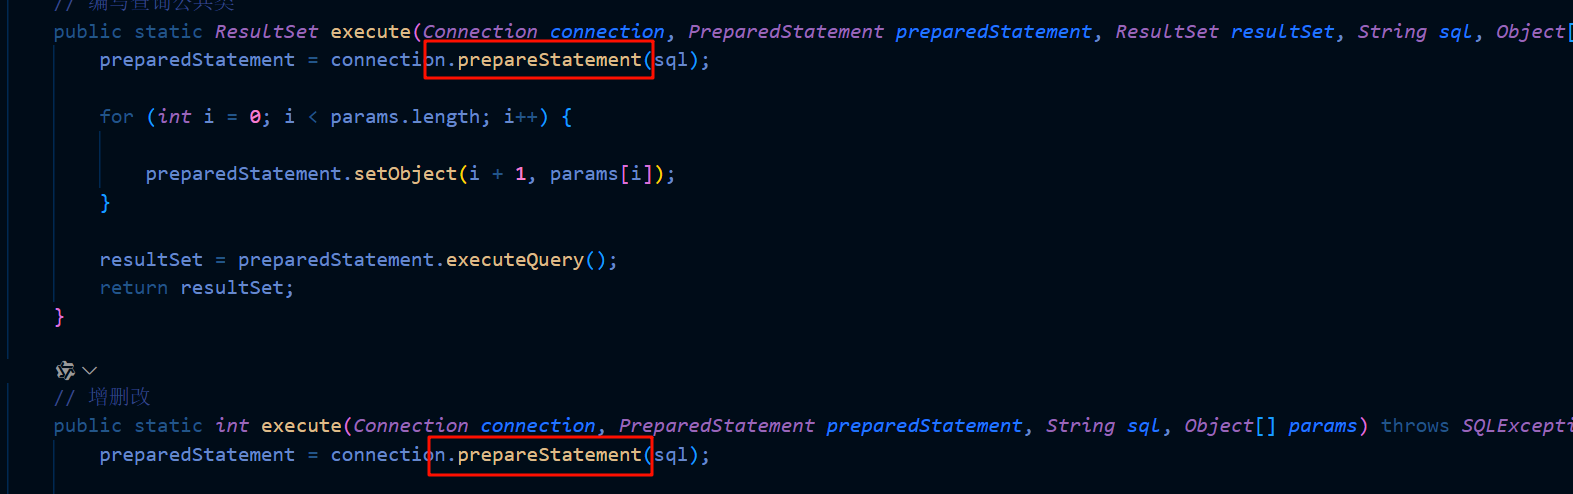 // 编写查询公共类
public static ResultSet execute(Connection connection, PreparedStatement preparedStatement, ResultSet resultSet, String sql, Object[
preparedStatement = connection.prepareStatement(sql);
for (int i = 0; i < params.length; i++) {
preparedStatement.setObject(i + 1, params[i]);
}
resultSet = preparedStatement.executeQuery();
return resultSet;
}
// 增删改
public static int execute(Connection connection, PreparedStatement preparedStatement, String sql, Object[] params) throws SQLExcepti
preparedStatement = connection.prepareStatement(sql);